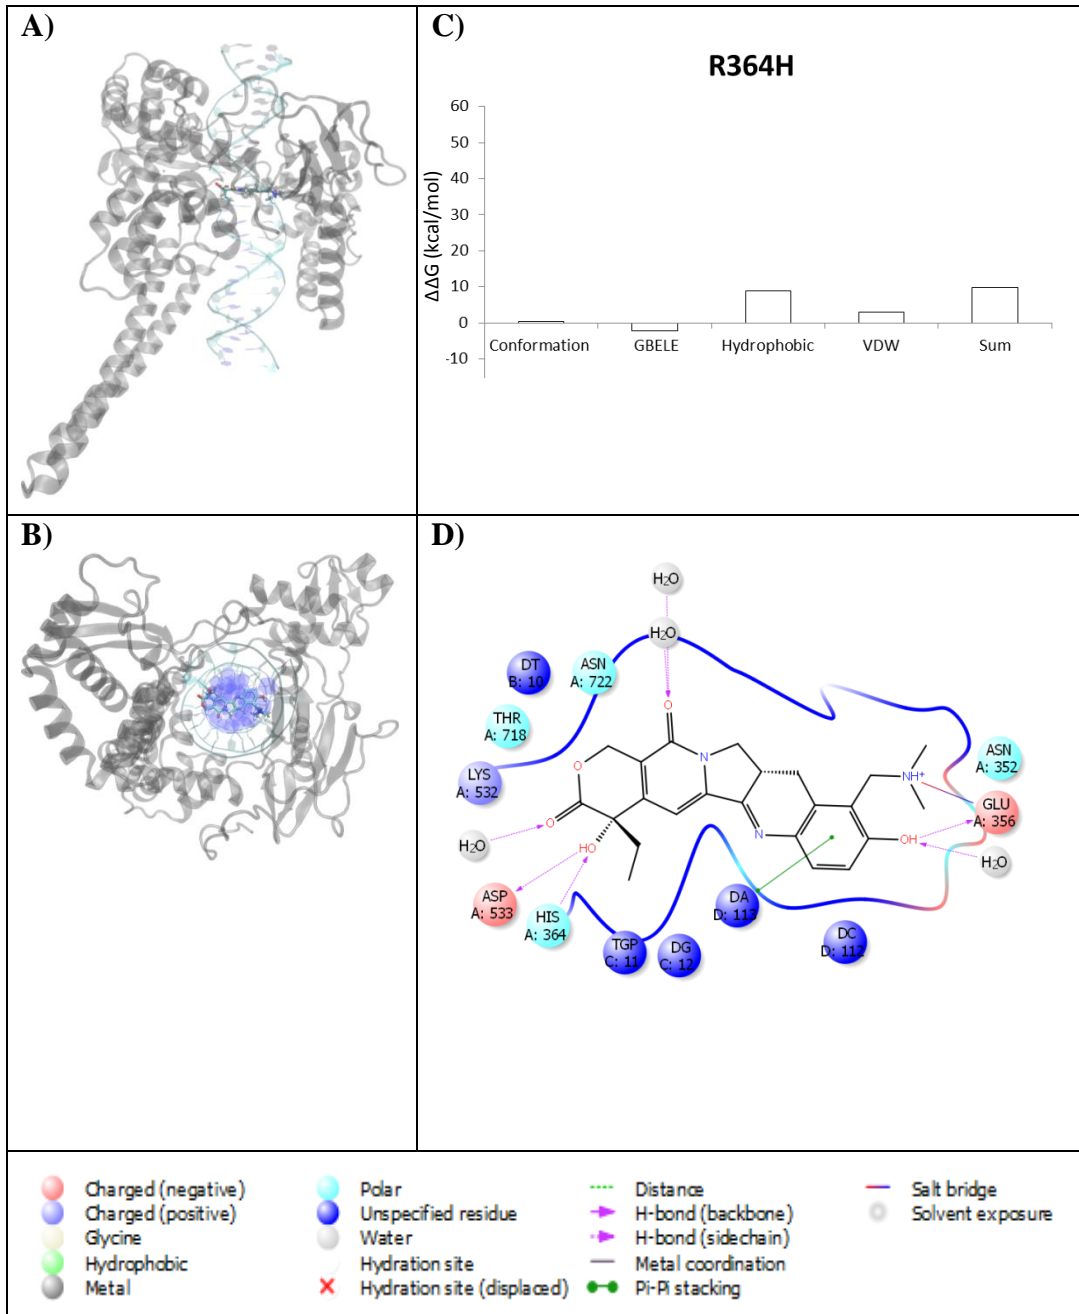 A)
C)
R364H
ΔΔG (kcal/mol)
60
50
40
30
20
10
0
-10
Conformation GBELE Hydrophobic VDW Sum
B)
D)
H₂O
H₂O
DT
B: 10
ASN
A: 722
THR
A: 718
LYS
A: 532
O
O
N
O
H₂O
HO
ASP
A: 533
HIS
A: 364
TGP
C: 11
DG
C: 12
DA
D: 113
DC
D: 112
N
NH⁺
OH
ASN
A: 352
GLU
A: 356
H₂O
Charged (negative)
Charged (positive)
Glycine
Hydrophobic
Metal
Polar
Unspecified residue
Water
Hydration site
Hydration site (displaced)
Distance
H-bond (backbone)
H-bond (sidechain)
Metal coordination
Pi-Pi stacking
Salt bridge
Solvent exposure